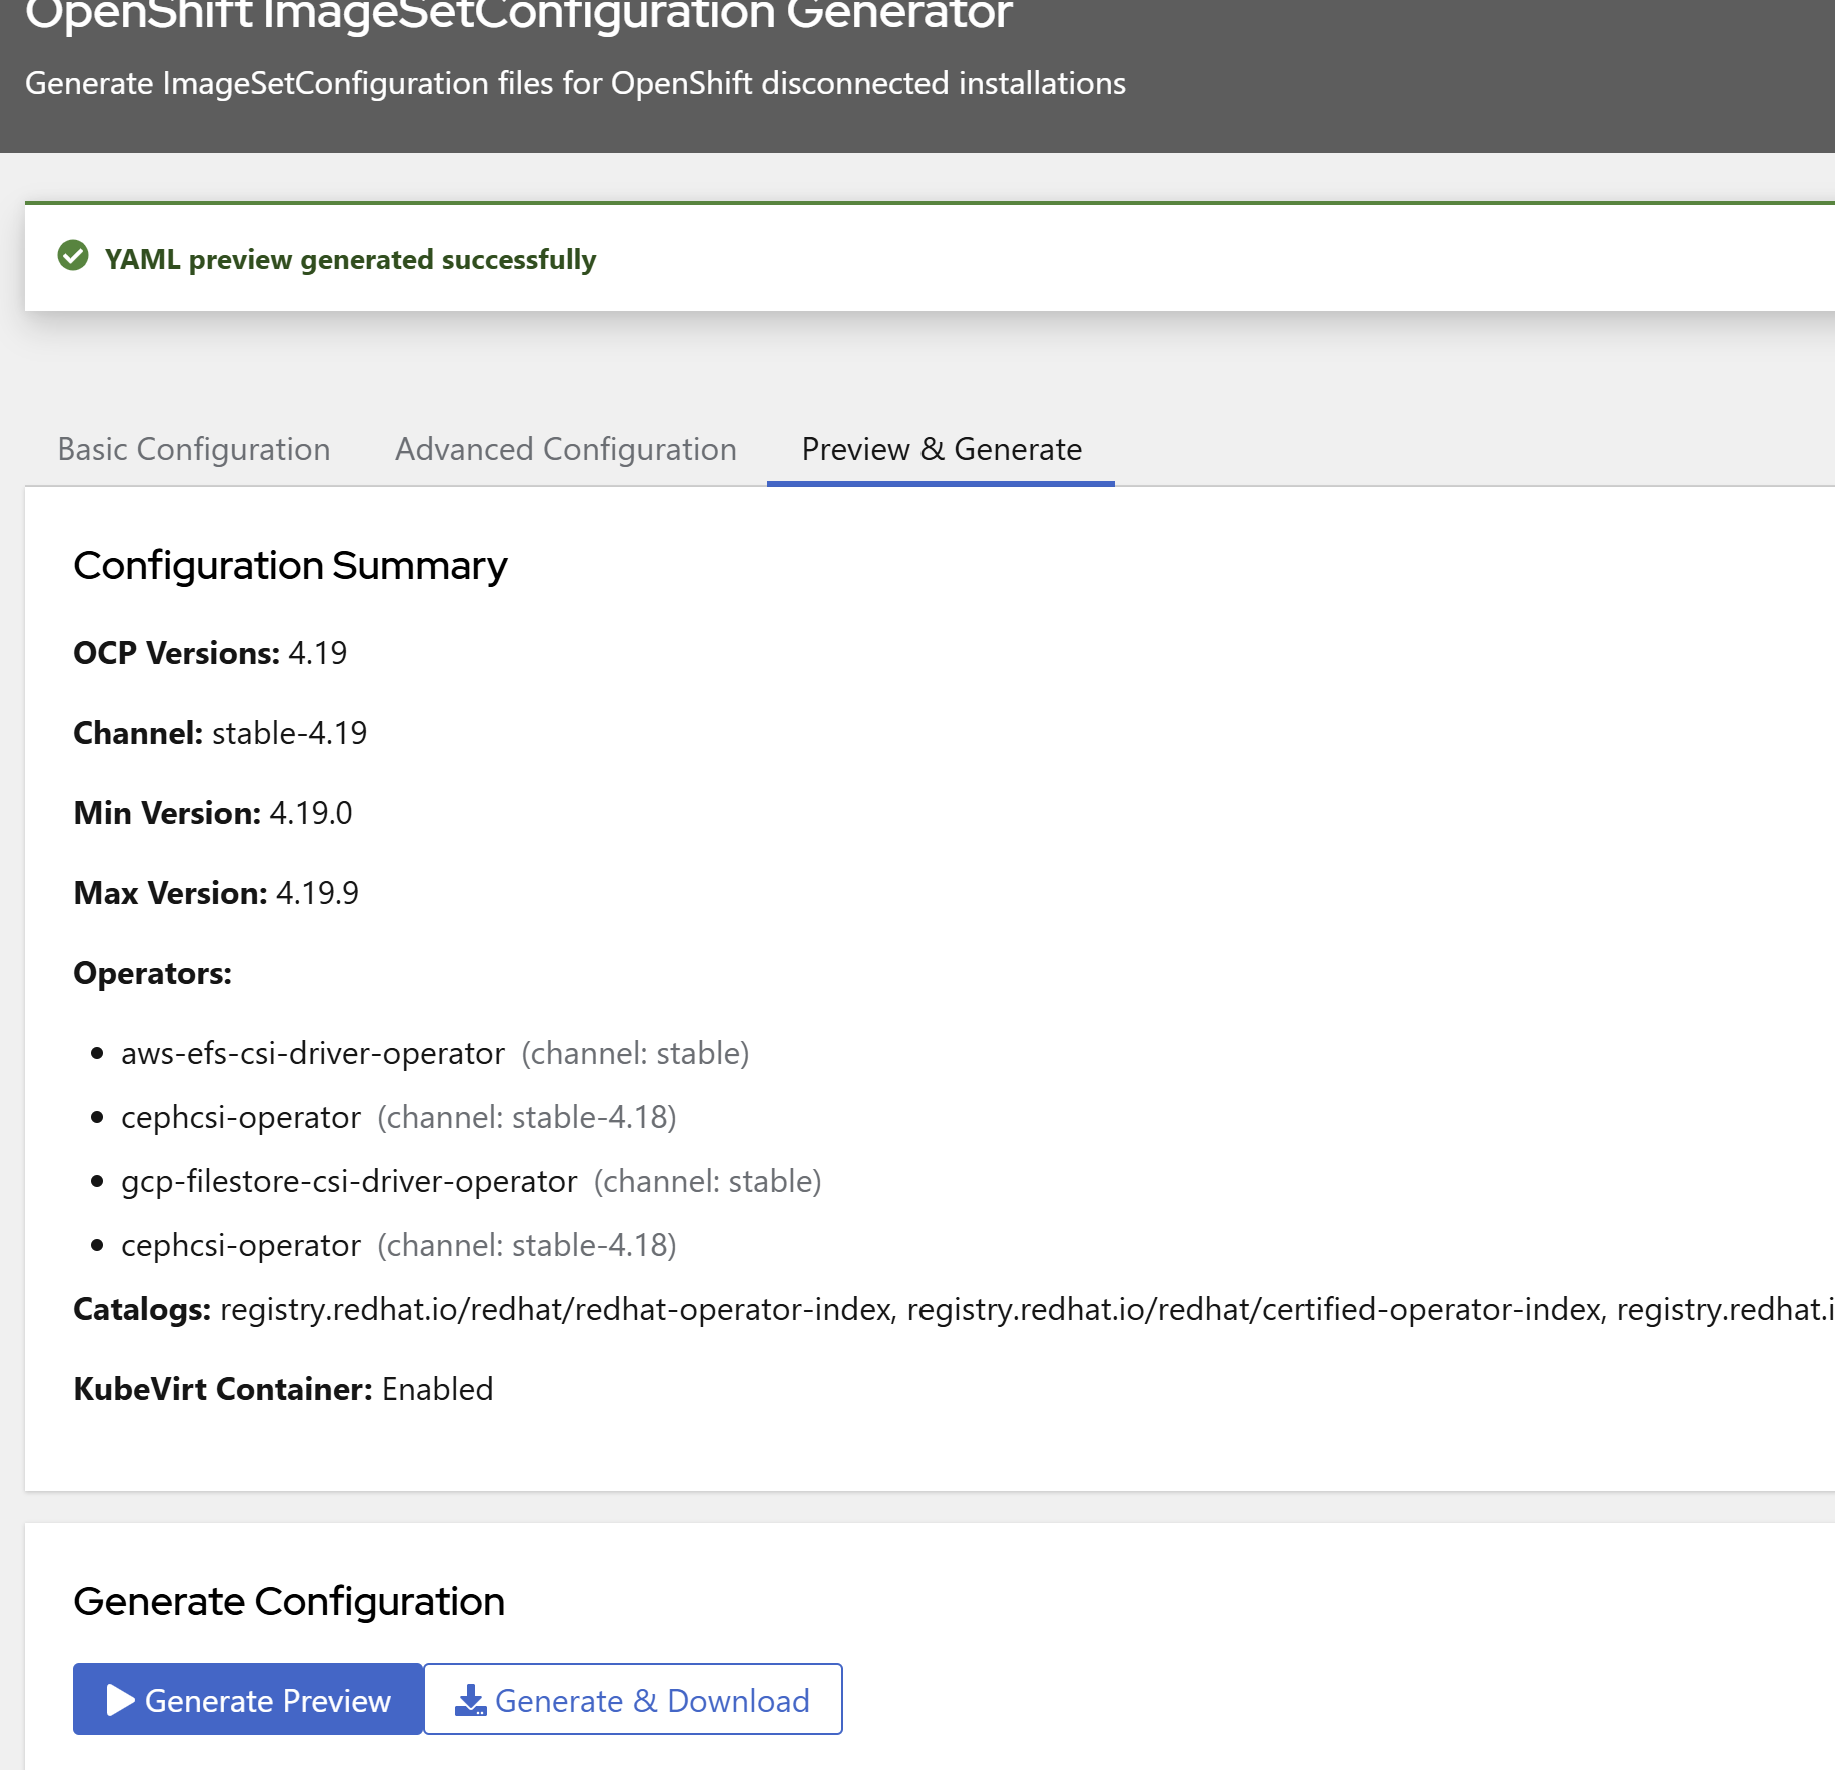 OpenShift ImageSetConfiguration Generator
Generate ImageSetConfiguration files for OpenShift disconnected installations
YAML preview generated successfully
Basic Configuration Advanced Configuration Preview & Generate
Configuration Summary
OCP Versions: 4.19
Channel: stable-4.19
Min Version: 4.19.0
Max Version: 4.19.9
Operators:
• aws-efs-csi-driver-operator (channel: stable)
• cephcsi-operator (channel: stable-4.18)
• gcp-filestore-csi-driver-operator (channel: stable)
• cephcsi-operator (channel: stable-4.18)
Catalogs: registry.redhat.io/redhat/redhat-operator-index, registry.redhat.io/redhat/certified-operator-index, registry.redhat.i
KubeVirt Container: Enabled
Generate Configuration
Generate Preview Generate & Download